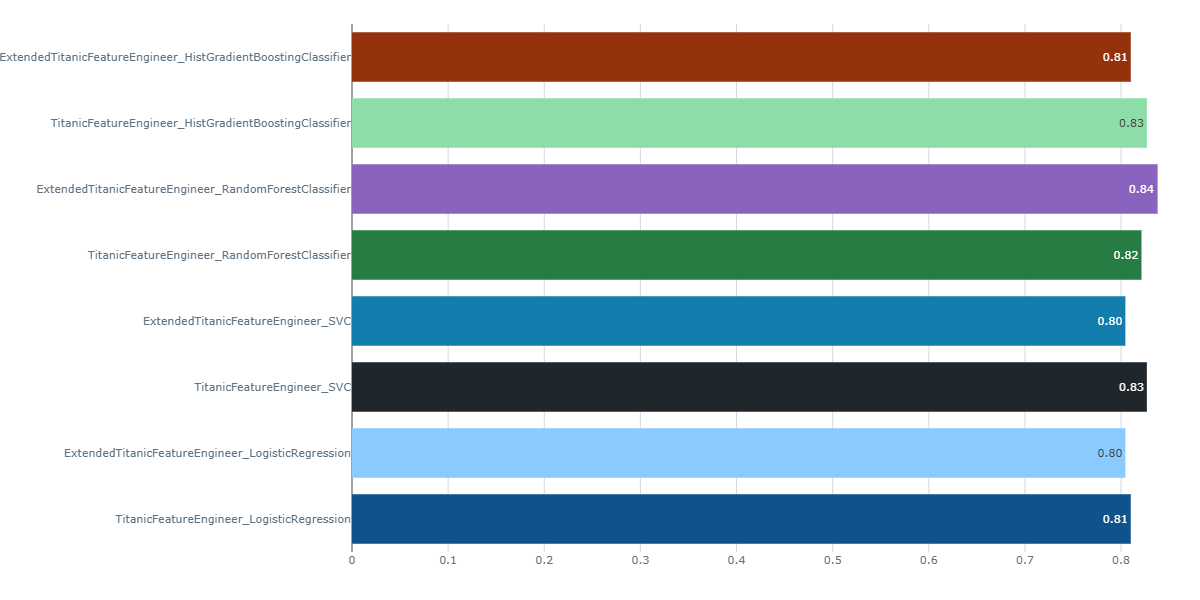 ExtendedTitanicFeatureEngineer_HistGradientBoostingClassifier 0.81
TitanicFeatureEngineer_HistGradientBoostingClassifier 0.83
ExtendedTitanicFeatureEngineer_RandomForestClassifier 0.84
TitanicFeatureEngineer_RandomForestClassifier 0.82
ExtendedTitanicFeatureEngineer_SVC 0.80
TitanicFeatureEngineer_SVC 0.83
ExtendedTitanicFeatureEngineer_LogisticRegression 0.80
TitanicFeatureEngineer_LogisticRegression 0.81
0 0.1 0.2 0.3 0.4 0.5 0.6 0.7 0.8